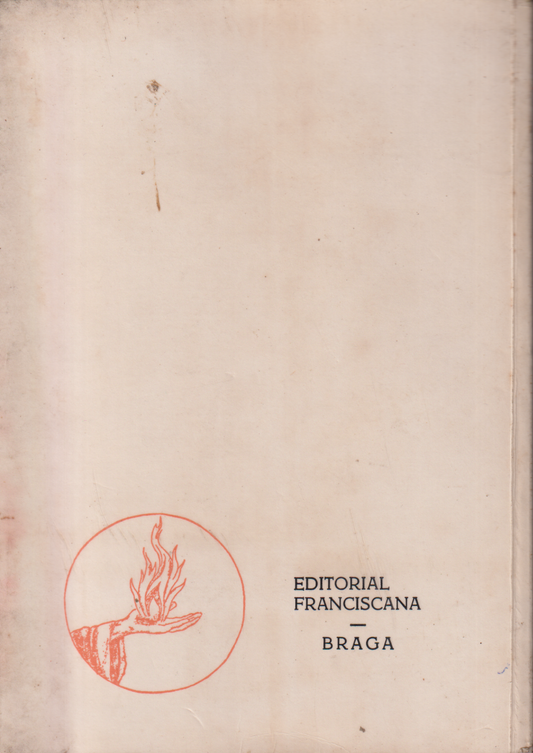 EDITORIAL
FRANCISCANA
—
BRAGA